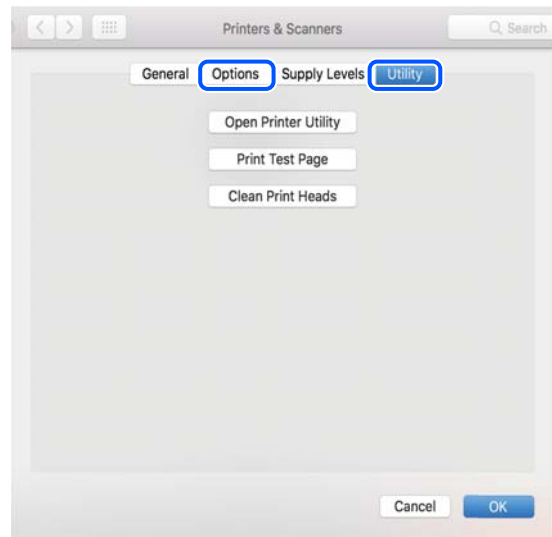 Printers & Scanners Search
General Options Supply Levels Utility
Open Printer Utility
Print Test Page
Clean Print Heads
Cancel OK